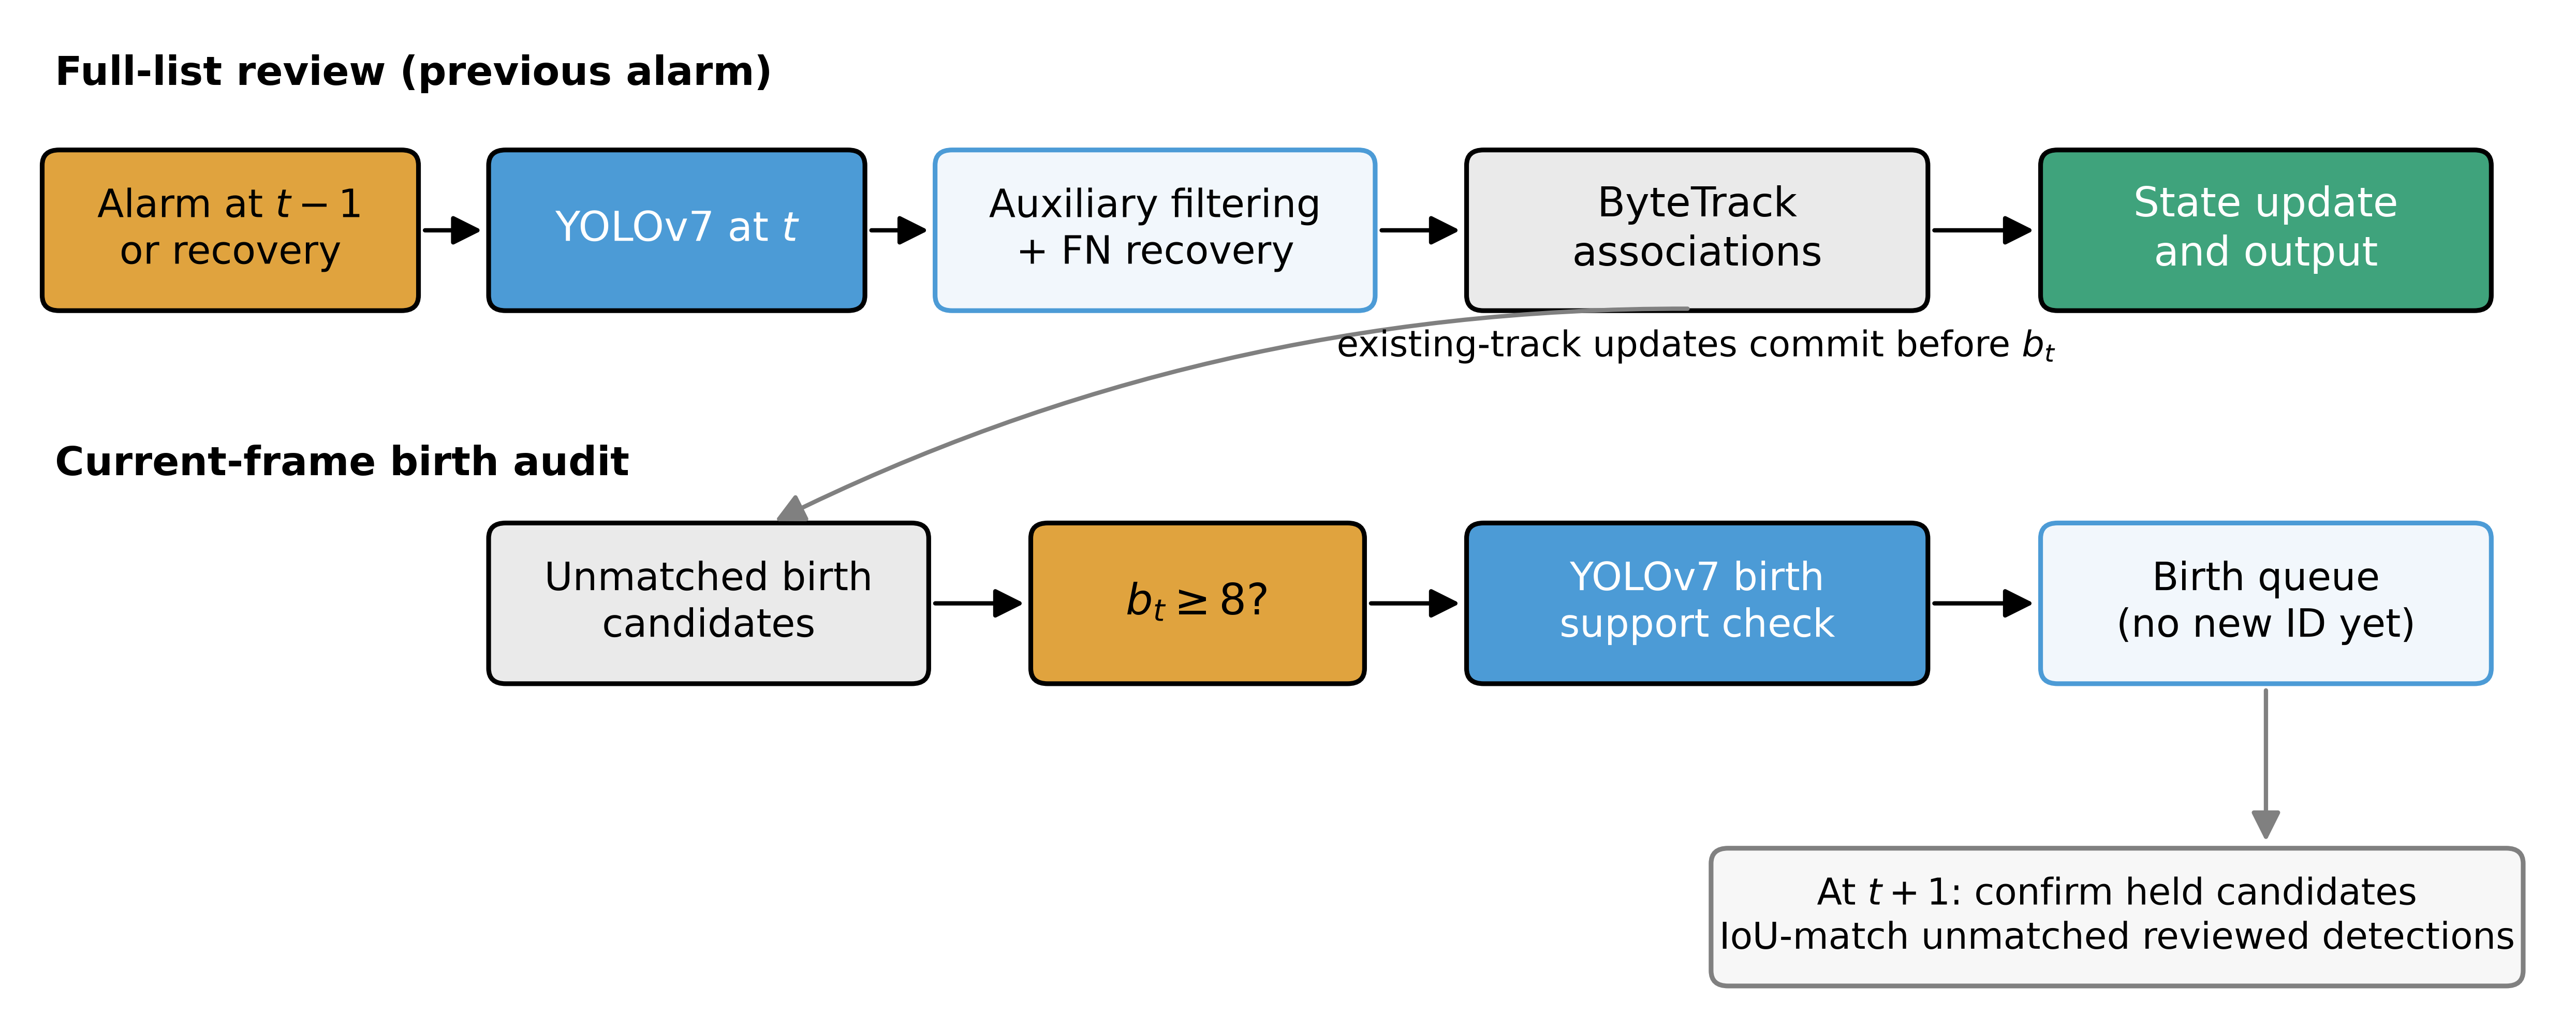 Full-list review (previous alarm)
Alarm at t − 1
or recovery
YOLOv7 at t
Auxiliary filtering
+ FN recovery
ByteTrack
associations
State update
and output
existing-track updates commit before b_t
Current-frame birth audit
Unmatched birth
candidates
b_t ≥ 8?
YOLOv7 birth
support check
Birth queue
(no new ID yet)
At t + 1: confirm held candidates
IoU-match unmatched reviewed detections